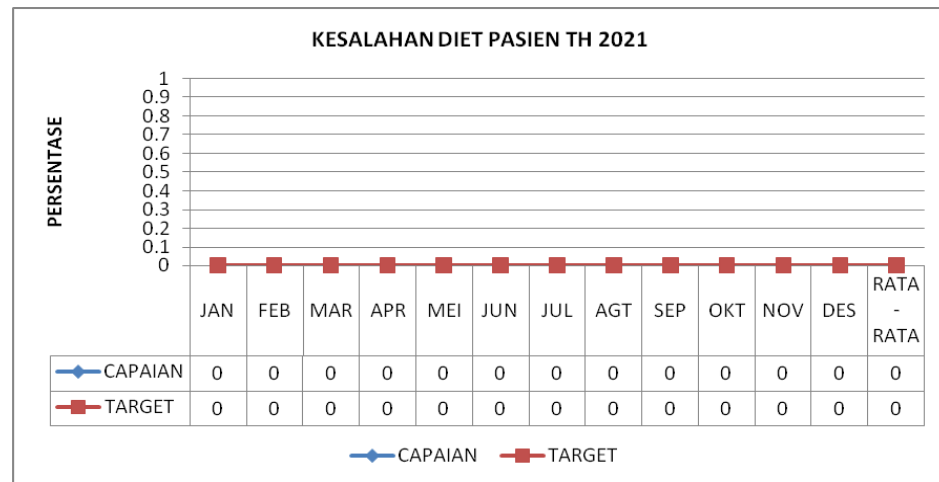 KESALAHAN DIET PASIEN TH 2021
PERSENTASE
1
0.9
0.8
0.7
0.6
0.5
0.4
0.3
0.2
0.1
0
JAN FEB MAR APR MEI JUN JUL AGT SEP OKT NOV DES RATA - RATA
CAPAIAN 0 0 0 0 0 0 0 0 0 0 0 0 0
TARGET 0 0 0 0 0 0 0 0 0 0 0 0 0
CAPAIAN TARGET